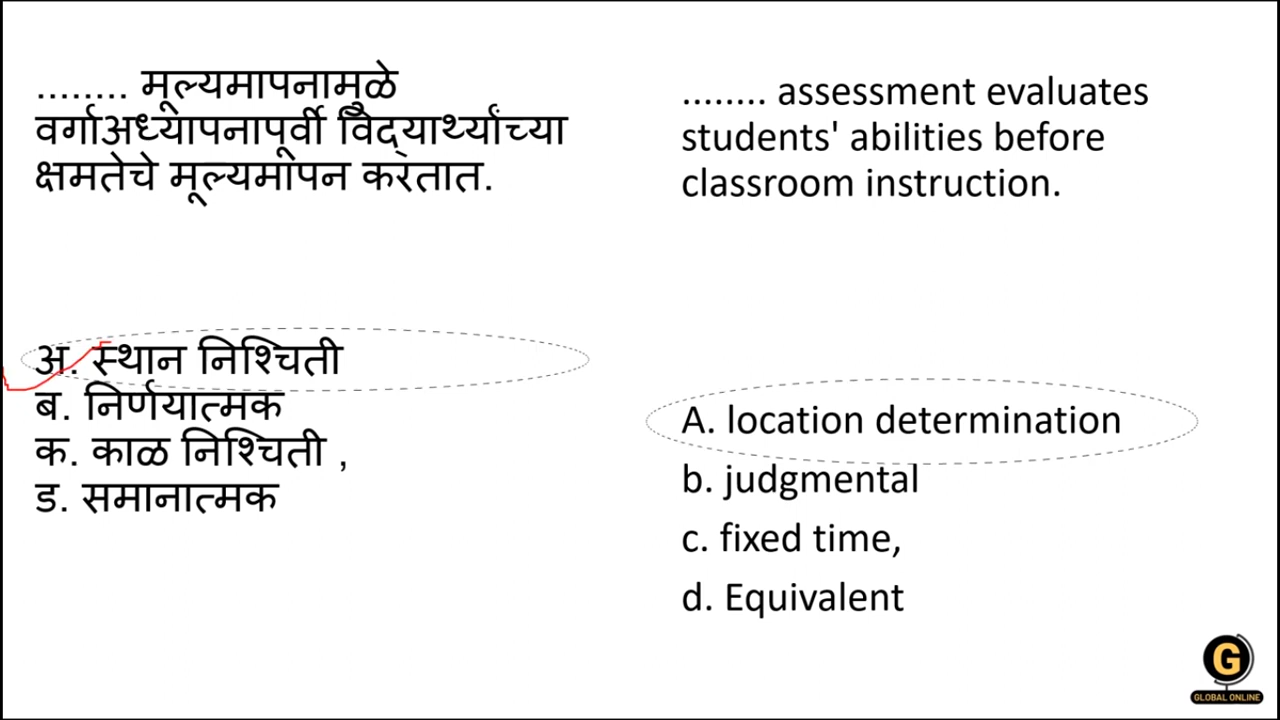 ........ मूल्यमापनामुळे
वर्गाअध्यापनापूर्वी विद्‌यार्थ्यांच्या
क्षमतेचे मूल्यमापन करतात.
अ. स्थान निश्चिती
ब. निर्णयात्मक
क. काळ निश्चिती ,
ड. समानात्मक
........ assessment evaluates
students' abilities before
classroom instruction.
A. location determination
b. judgmental
c. fixed time,
d. Equivalent
G
GLOBAL ONLINE